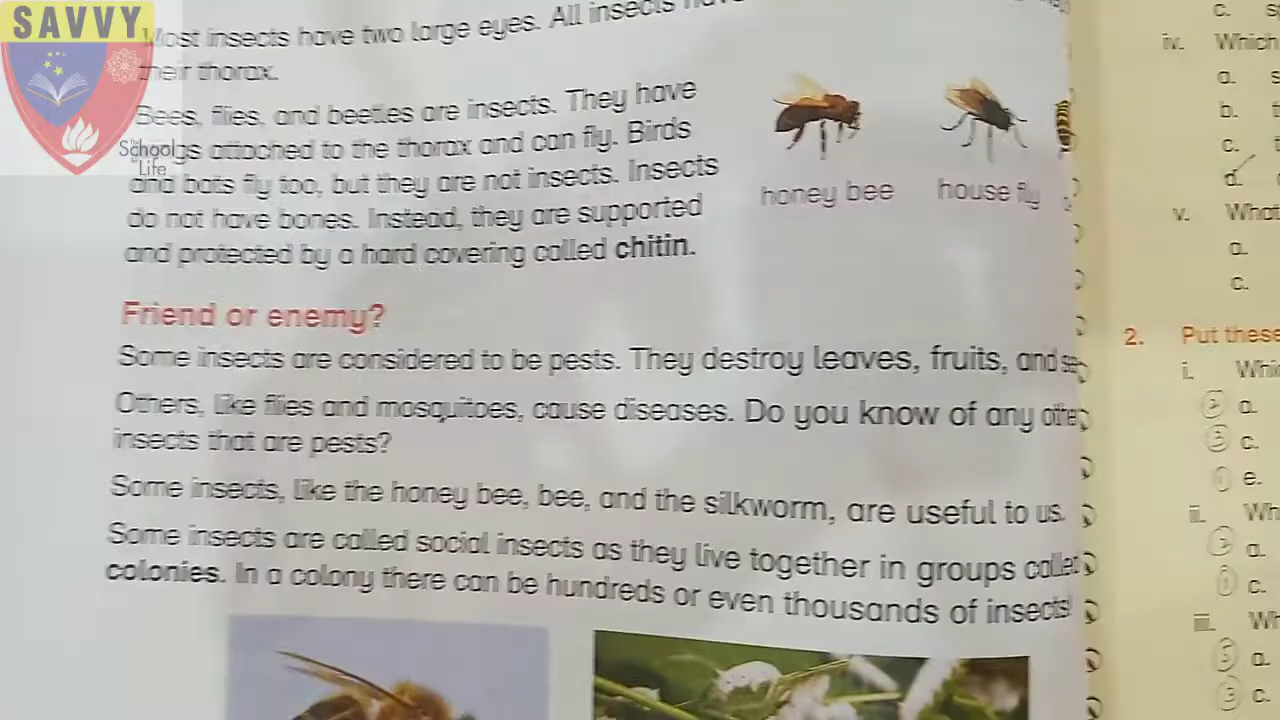 SAVVY
School
of
Life
Most insects have two large eyes. All insects have
their thorax.
Bees, flies, and beetles are insects. They have
attached to the thorax and can fly. Birds
and bats fly too, but they are not insects. Insects
do not have bones. Instead, they are supported
and protected by a hard covering called chitin.
honey bee
house fly
Friend or enemy?
Some insects are considered to be pests. They destroy leaves, fruits, and se
Others, like flies and mosquitoes, cause diseases. Do you know of any othe
insects that are pests?
Some insects, like the honey bee, bee, and the silkworm, are useful to us.
Some insects are called social insects as they live together in groups called
colonies. In a colony there can be hundreds or even thousands of insects!
c. s
iv. Which
a. s
b. t
c. t
d.
v. What
a.
c.
2. Put these
i. Whi
a.
c.
e.
ii. Wh
a.
c.
iii. Wh
a.
c.